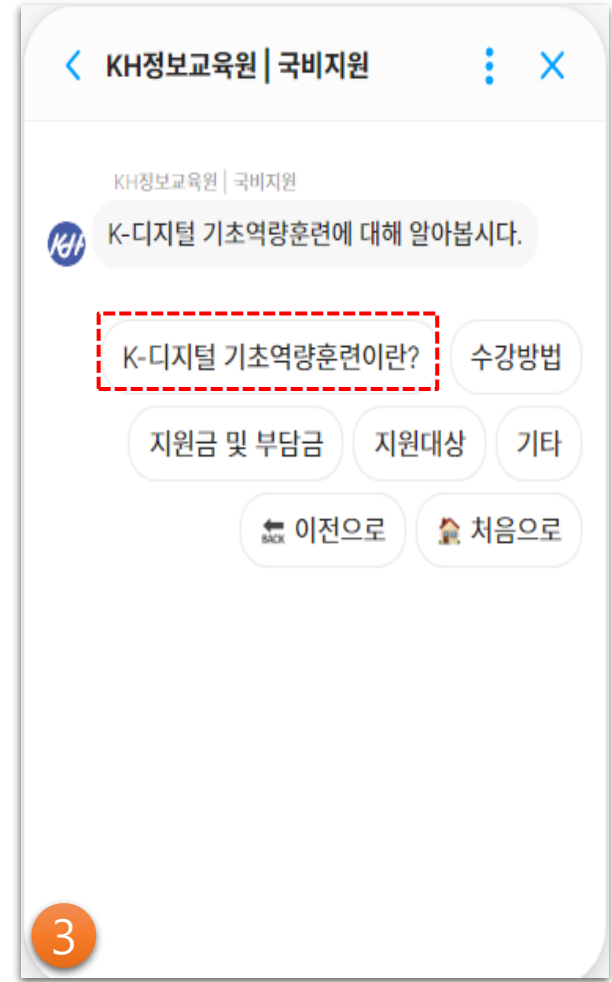 KH정보교육원 | 국비지원
KH정보교육원 | 국비지원
KH
K-디지털 기초역량훈련에 대해 알아봅시다.
K-디지털 기초역량훈련이란? 수강방법
지원금 및 부담금 지원대상 기타
BACK 이전으로 처음으로
3